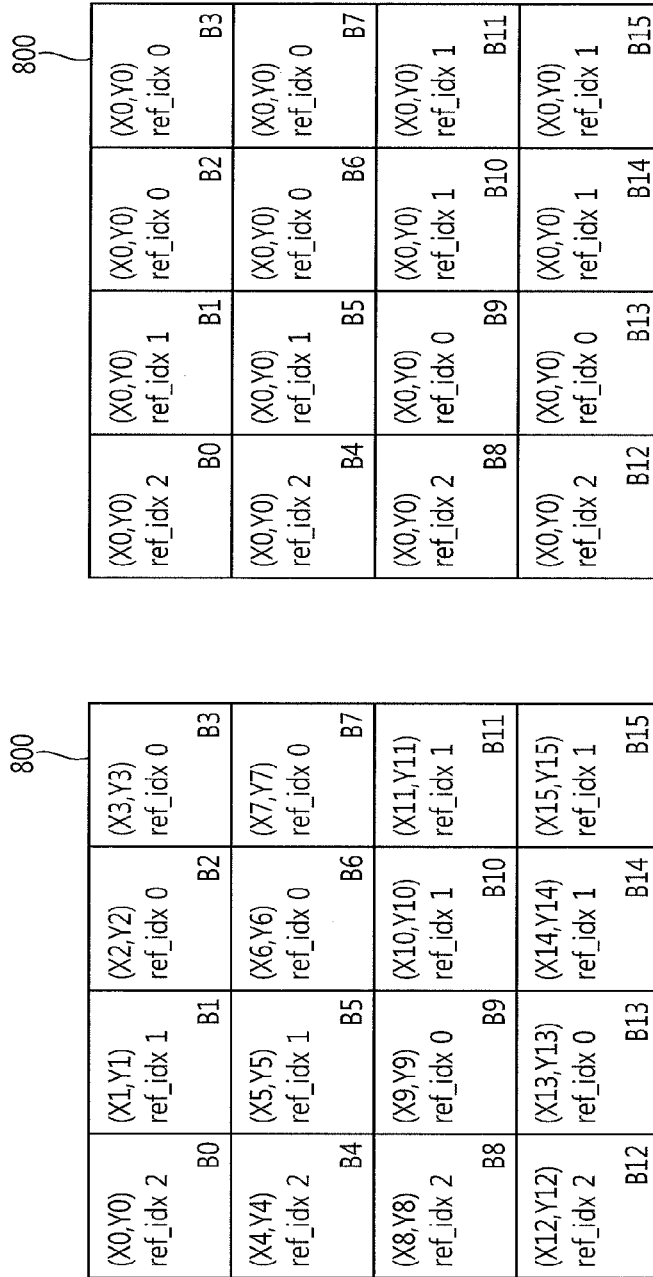 800
(X0,Y0)
ref_idx 2
B0
(X1,Y1)
ref_idx 1
B1
(X2,Y2)
ref_idx 0
B2
(X3,Y3)
ref_idx 0
B3
(X4,Y4)
ref_idx 2
B4
(X5,Y5)
ref_idx 1
B5
(X6,Y6)
ref_idx 0
B6
(X7,Y7)
ref_idx 0
B7
(X8,Y8)
ref_idx 2
B8
(X9,Y9)
ref_idx 0
B9
(X10,Y10)
ref_idx 1
B10
(X11,Y11)
ref_idx 1
B11
(X12,Y12)
ref_idx 2
B12
(X13,Y13)
ref_idx 0
B13
(X14,Y14)
ref_idx 1
B14
(X15,Y15)
ref_idx 1
B15
800
(X0,Y0)
ref_idx 2
B0
(X0,Y0)
ref_idx 1
B1
(X0,Y0)
ref_idx 0
B2
(X0,Y0)
ref_idx 0
B3
(X0,Y0)
ref_idx 2
B4
(X0,Y0)
ref_idx 1
B5
(X0,Y0)
ref_idx 0
B6
(X0,Y0)
ref_idx 0
B7
(X0,Y0)
ref_idx 2
B8
(X0,Y0)
ref_idx 0
B9
(X0,Y0)
ref_idx 1
B10
(X0,Y0)
ref_idx 1
B11
(X0,Y0)
ref_idx 2
B12
(X0,Y0)
ref_idx 0
B13
(X0,Y0)
ref_idx 1
B14
(X0,Y0)
ref_idx 1
B15